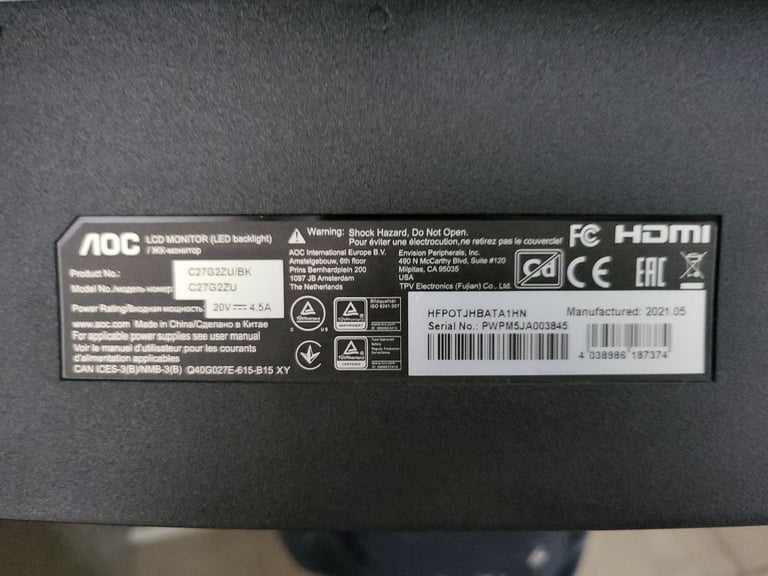 AOC
LCD MONITOR (LED backlight)
/ ЖК-монитор
Product No.: C27G2ZU/BK
Model No./модель номер: C27G2ZU
Power Rating/Входная мощность: 20V⎓4.5A
www.aoc.com Made in China/Сделано в Китае
For applicable power supplies see user manual
Voir le manuel d'utilisateur pour les courants
d'alimentation applicables
CAN ICES-3(B)/NMB-3(B) Q40G027E-615-B15 XY
Warning: Shock Hazard, Do Not Open.
Pour éviter une électrocution,ne retirez pas le couvercle!
AOC International Europe B.V.
Amstelgebouw, 6th floor
Prins Bernhardplein 200
1097 JB Amsterdam
The Netherlands
Envision Peripherals, Inc.
490 N McCarthy Blvd, Suite #120
Milpitas, CA 95035
USA
TPV Electronics (Fujian) Co., Ltd.
FC HDMI
Cd CE EAC
HFPOTJHBATA1HN Manufactured: 2021.05
Serial No.: PWPM5JA003845
4 038986 187374